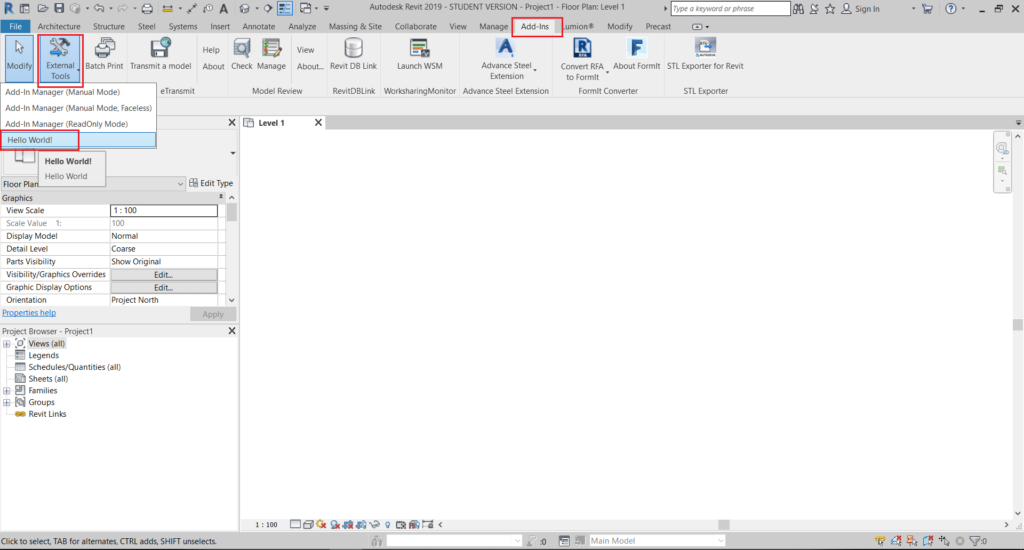 Autodesk Revit 2019 - STUDENT VERSION - Project1 - Floor Plan: Level 1
Type a keyword or phrase
Sign In
File Architecture Structure Steel Systems Insert Annotate Analyze Massing & Site Collaborate View Manage Add-Ins Lumion® Modify Precast
Modify
External Tools
Batch Print
Transmit a model
Help
About
Check
Manage
View
About...
Revit DB Link
Launch WSM
Advance Steel Extension
Convert RFA to FormIt
About FormIt
STL Exporter for Revit
eTransmit
Model Review
RevitDBLink
WorksharingMonitor
Advance Steel Extension
FormIt Converter
STL Exporter
Add-In Manager (Manual Mode)
Add-In Manager (Manual Mode, Faceless)
Add-In Manager (ReadOnly Mode)
Hello World!
Hello World!
Hello World
Level 1
Floor Plan
Edit Type
Graphics
View Scale 1 : 100
Scale Value 1: 100
Display Model Normal
Detail Level Coarse
Parts Visibility Show Original
Visibility/Graphics Overrides Edit...
Graphic Display Options Edit...
Orientation Project North
Properties help
Apply
Project Browser - Project1
Views (all)
Legends
Schedules/Quantities (all)
Sheets (all)
Families
Groups
Revit Links
1 : 100
Click to select, TAB for alternates, CTRL adds, SHIFT unselects.
:0
Main Model
:0